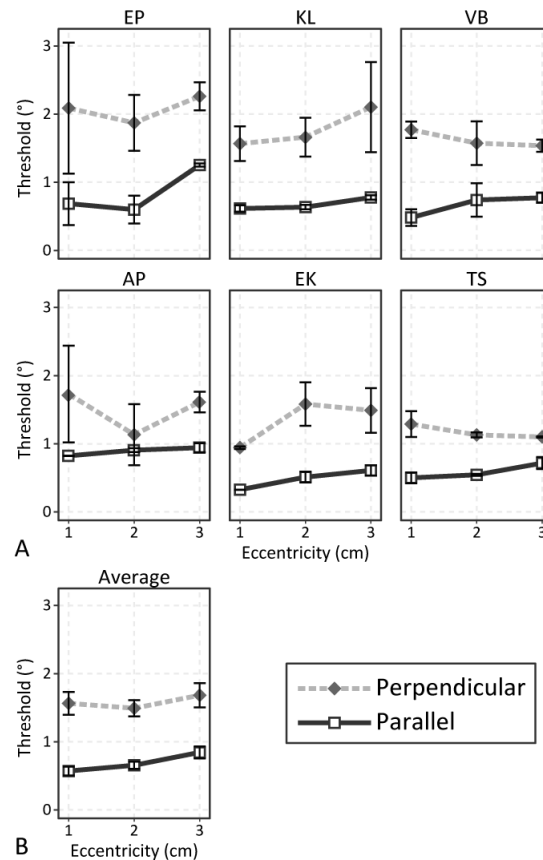 EP KL VB
3
2
1
0
Threshold (°)
AP EK TS
3
2
1
0
Threshold (°)
1 2 3 1 2 3 1 2 3
A Eccentricity (cm)
Average
3
2
1
0
Threshold (°)
Perpendicular
Parallel
1 2 3
B Eccentricity (cm)